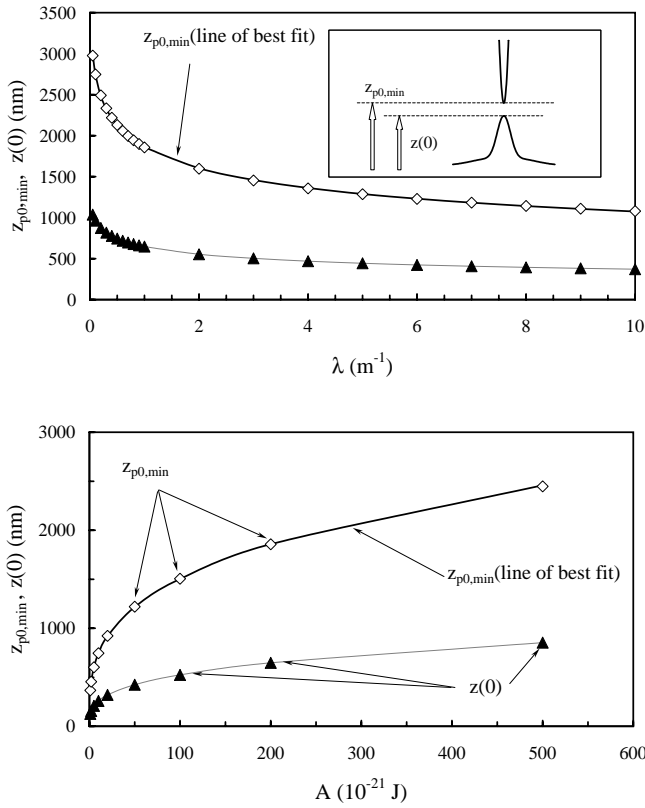 3500
3000
2500
2000
1500
1000
500
0
z_p0,min, z(0) (nm)
z_p0,min(line of best fit)
z_p0,min
z(0)
0 2 4 6 8 10
λ (m⁻¹)
3000
2000
1000
0
z_p0,min, z(0) (nm)
z_p0,min
z_p0,min(line of best fit)
z(0)
0 100 200 300 400 500 600
A (10⁻²¹ J)